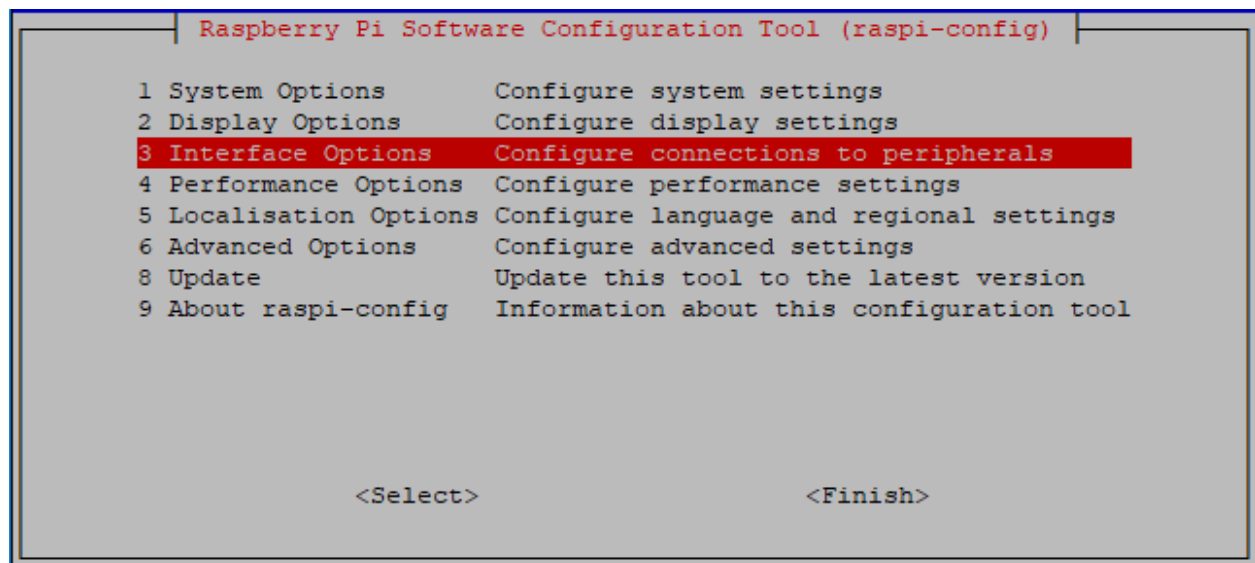 Raspberry Pi Software Configuration Tool (raspi-config)
1 System Options Configure system settings
2 Display Options Configure display settings
3 Interface Options Configure connections to peripherals
4 Performance Options Configure performance settings
5 Localisation Options Configure language and regional settings
6 Advanced Options Configure advanced settings
8 Update Update this tool to the latest version
9 About raspi-config Information about this configuration tool
<Select> <Finish>